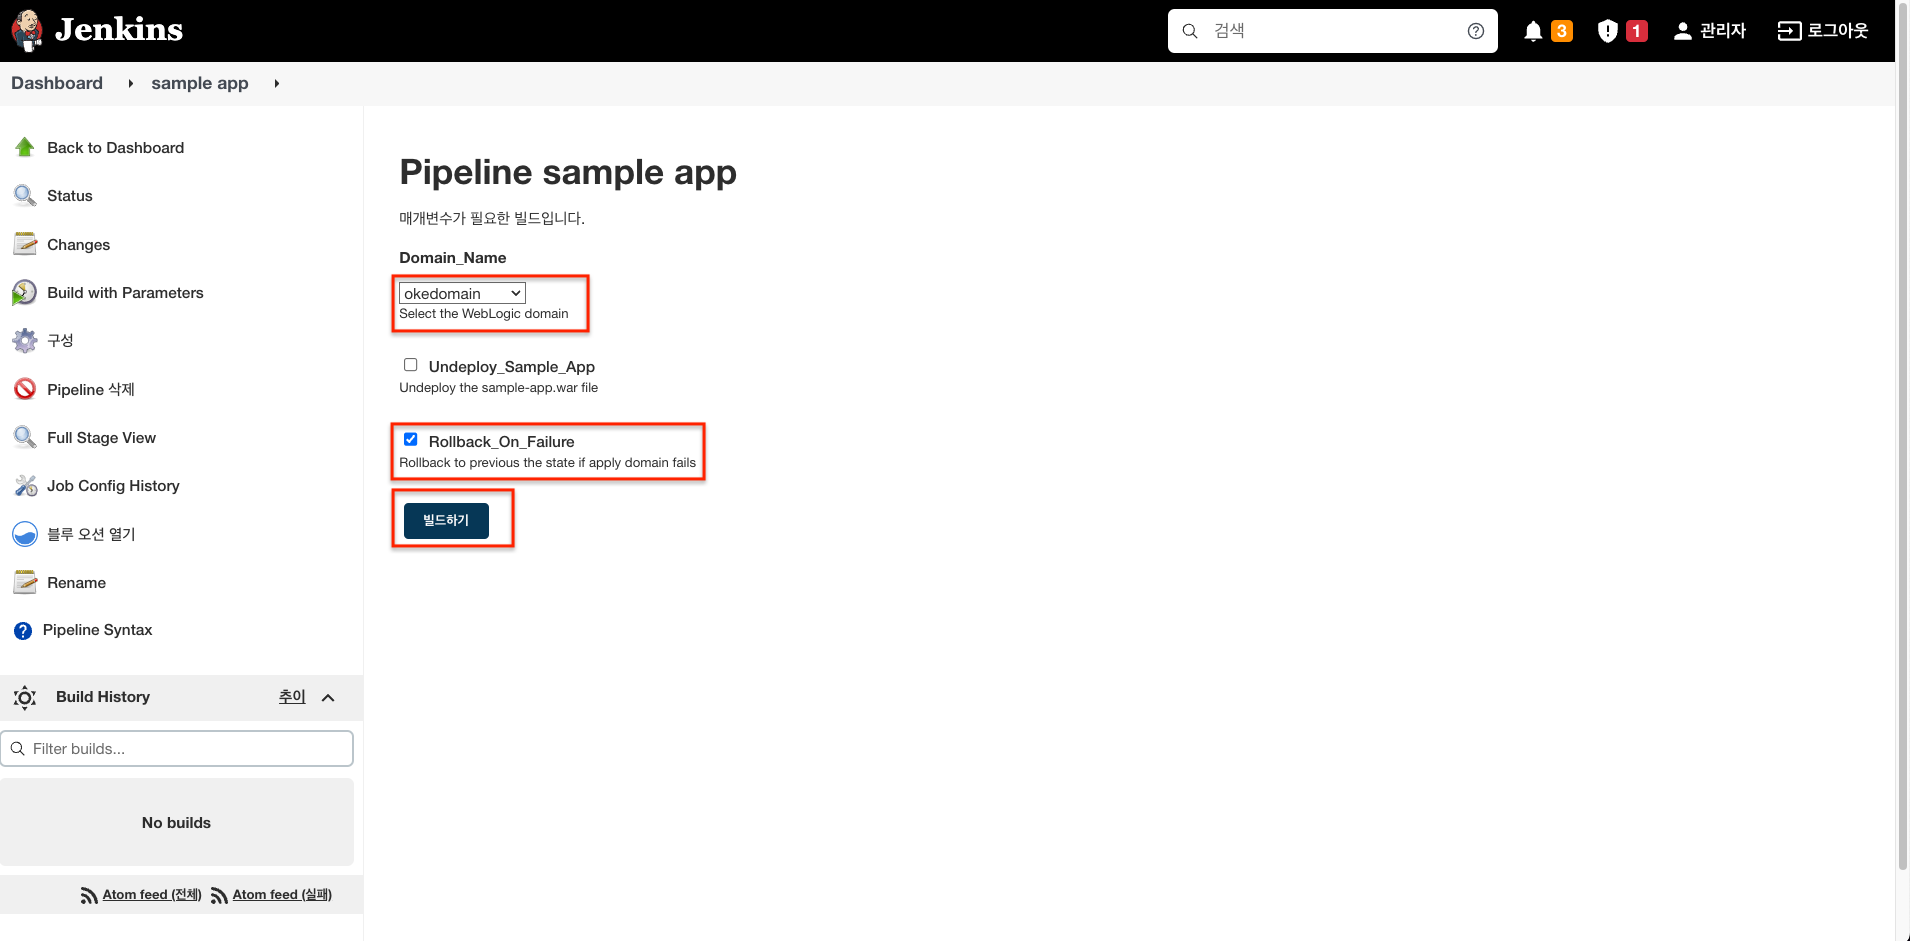 Jenkins
검색
3
1
관리자
로그아웃
Dashboard
sample app
Back to Dashboard
Status
Changes
Build with Parameters
구성
Pipeline 삭제
Full Stage View
Job Config History
블루 오션 열기
Rename
Pipeline Syntax
Build History
추이
Filter builds...
No builds
Atom feed (전체)
Atom feed (실패)
Pipeline sample app
매개변수가 필요한 빌드입니다.
Domain_Name
okedomain
Select the WebLogic domain
Undeploy_Sample_App
Undeploy the sample-app.war file
Rollback_On_Failure
Rollback to previous the state if apply domain fails
빌드하기